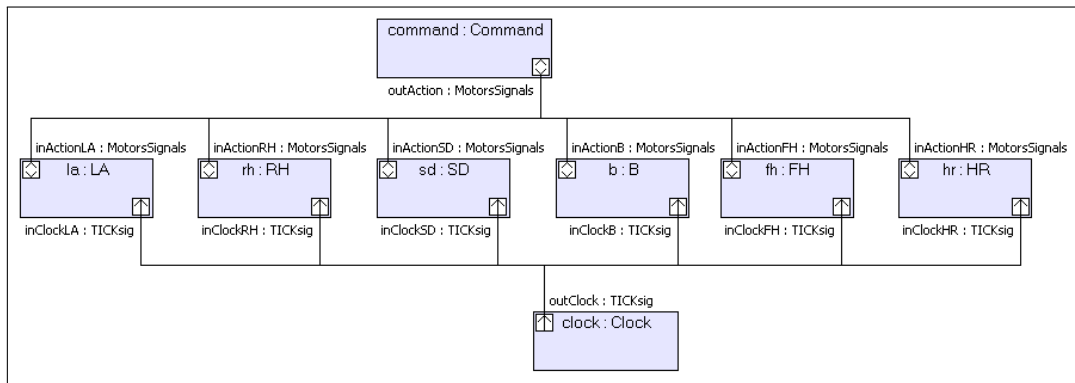 command : Command
outAction : MotorsSignals
inActionLA : MotorsSignals inActionRH : MotorsSignals inActionSD : MotorsSignals inActionB : MotorsSignals inActionFH : MotorsSignals inActionHR : MotorsSignals
la : LA rh : RH sd : SD b : B fh : FH hr : HR
inClockLA : TICKsig inClockRH : TICKsig inClockSD : TICKsig inClockB : TICKsig inClockFH : TICKsig inClockHR : TICKsig
outClock : TICKsig
clock : Clock